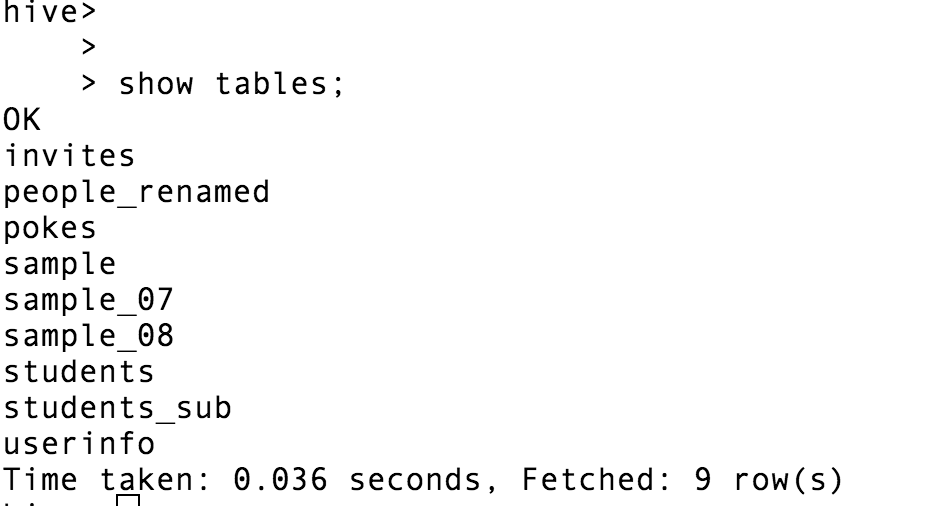 hive>
    >
    > show tables;
OK
invites
people_renamed
pokes
sample
sample_07
sample_08
students
students_sub
userinfo
Time taken: 0.036 seconds, Fetched: 9 row(s)